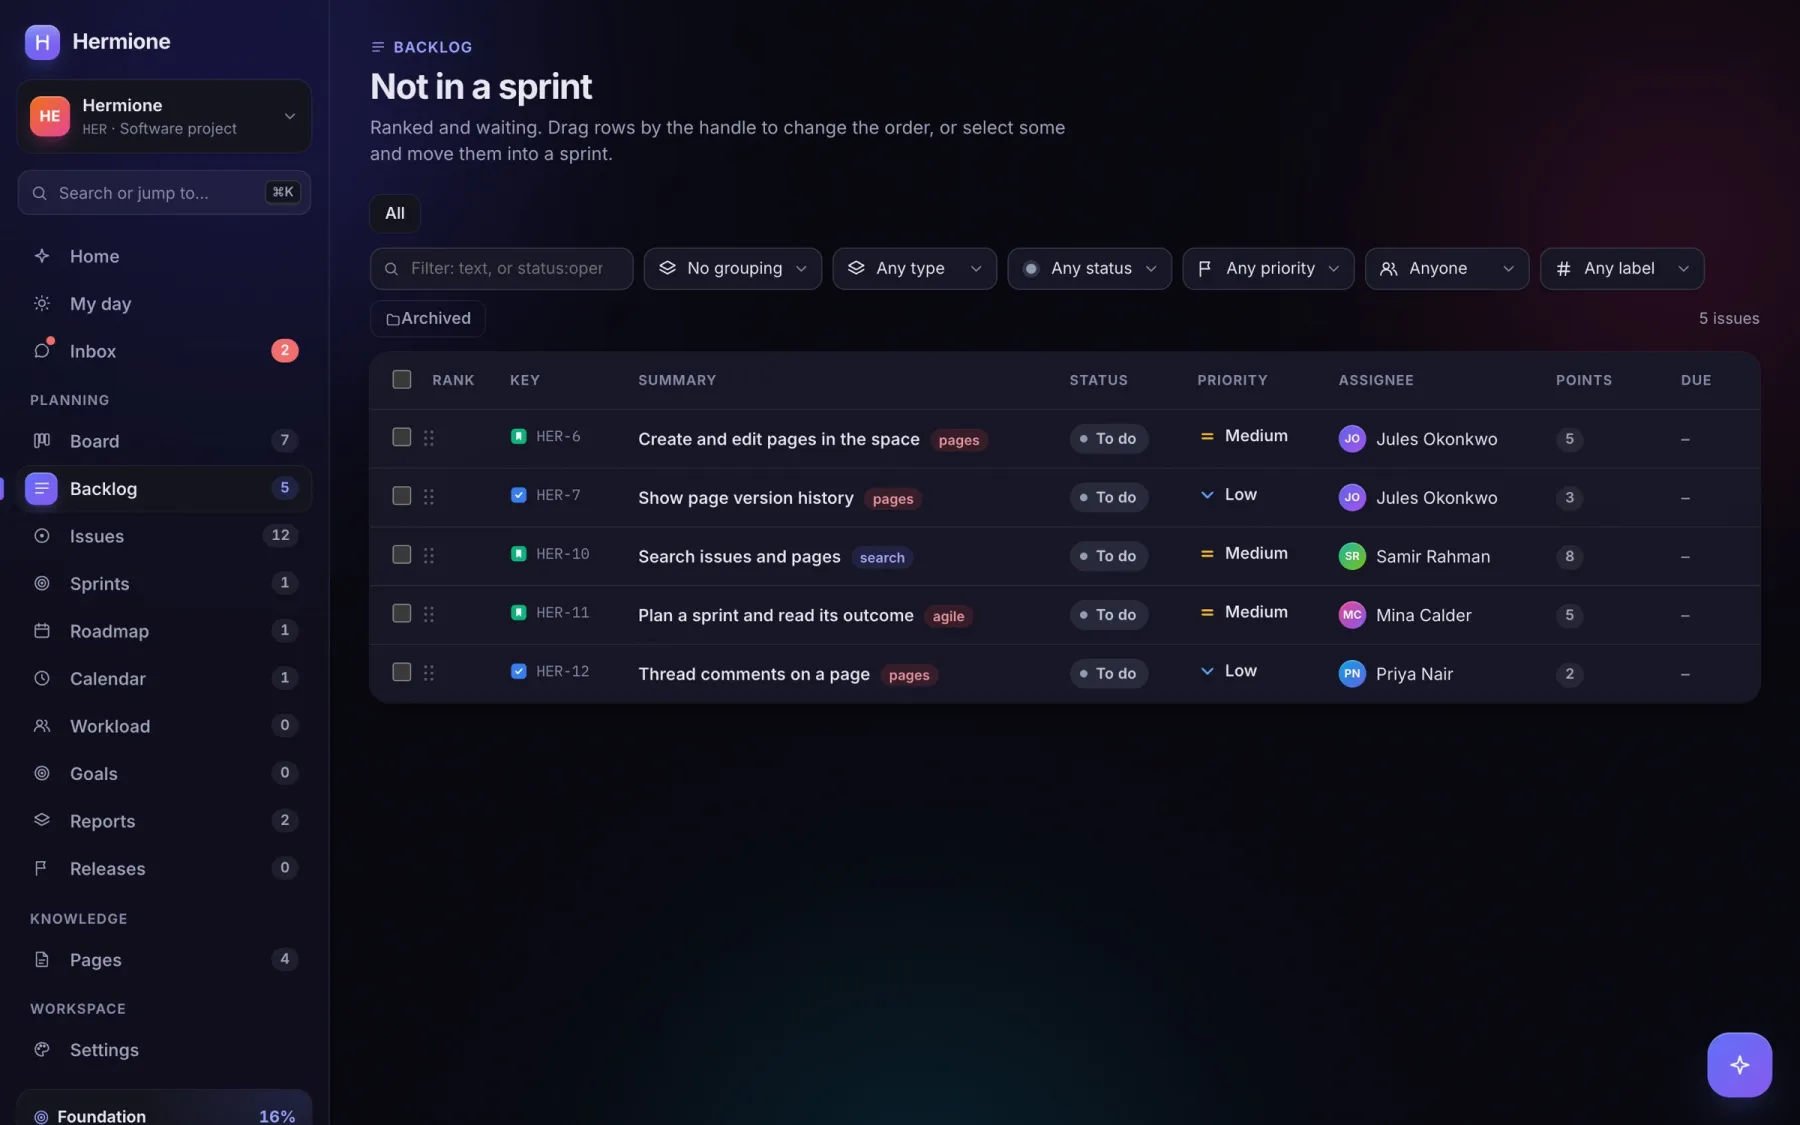 H Hermione
HE Hermione
HER · Software project
Search or jump to... ⌘K
Home
My day
Inbox 2
PLANNING
Board 7
Backlog 5
Issues 12
Sprints 1
Roadmap 1
Calendar 1
Workload 0
Goals 0
Reports 2
Releases 0
KNOWLEDGE
Pages 4
WORKSPACE
Settings
Foundation 16%
BACKLOG
Not in a sprint
Ranked and waiting. Drag rows by the handle to change the order, or select some
and move them into a sprint.
All
Filter: text, or status:oper No grouping Any type Any status Any priority Anyone Any label
Archived 5 issues
RANK KEY SUMMARY STATUS PRIORITY ASSIGNEE POINTS DUE
HER-6 Create and edit pages in the space pages To do Medium JO Jules Okonkwo 5 –
HER-7 Show page version history pages To do Low JO Jules Okonkwo 3 –
HER-10 Search issues and pages search To do Medium SR Samir Rahman 8 –
HER-11 Plan a sprint and read its outcome agile To do Medium MC Mina Calder 5 –
HER-12 Thread comments on a page pages To do Low PN Priya Nair 2 –